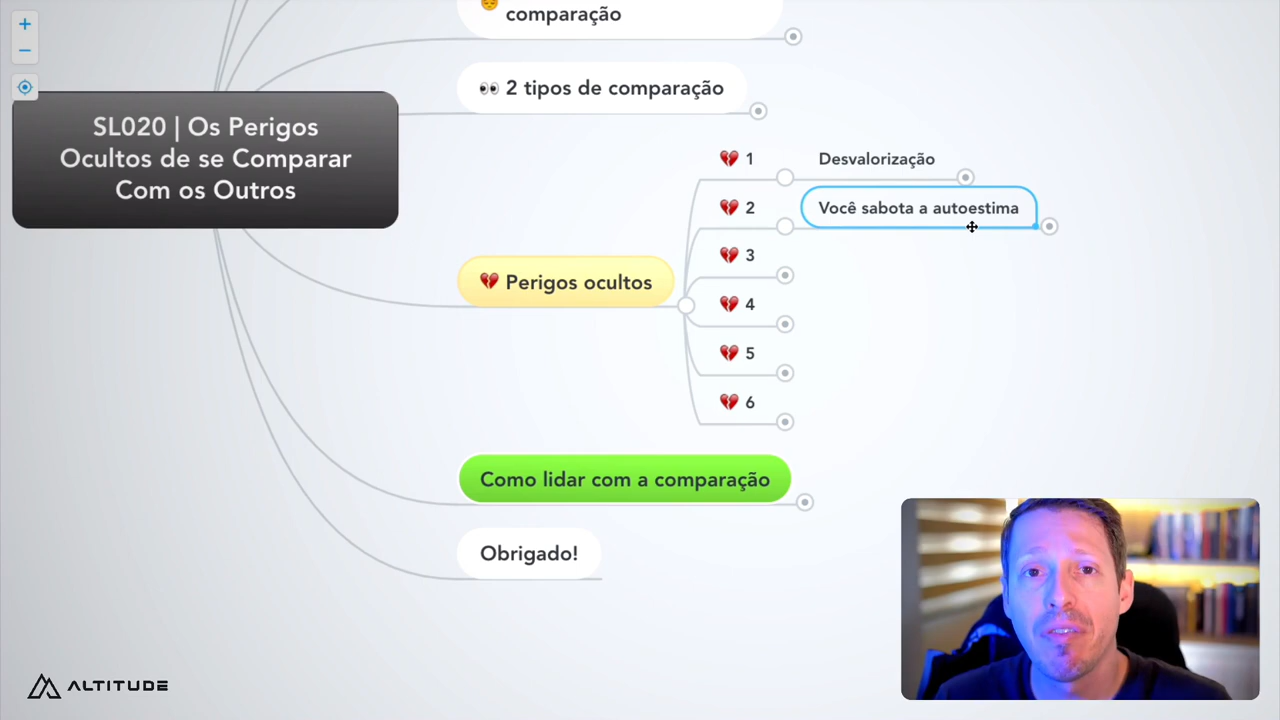 comparação
2 tipos de comparação
SL020 | Os Perigos
Ocultos de se Comparar
Com os Outros
1
Desvalorização
2
Você sabota a autoestima
3
Perigos ocultos
4
5
6
Como lidar com a comparação
Obrigado!
ALTITUDE